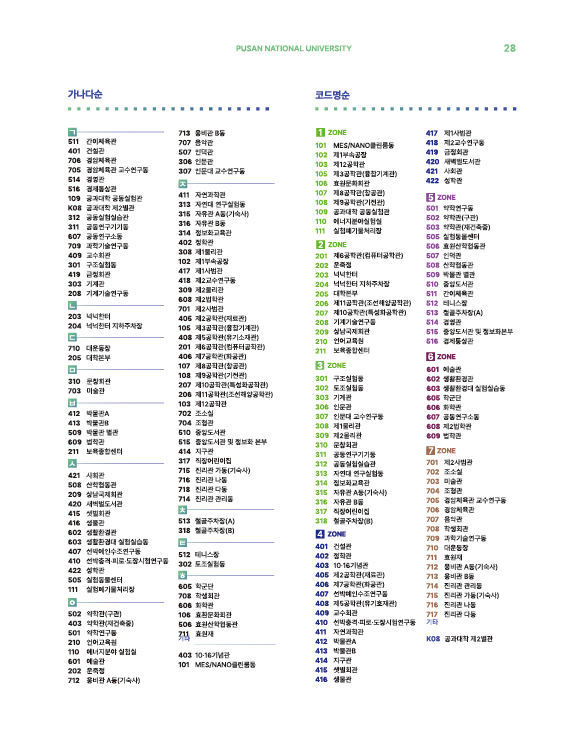 PUSAN NATIONAL UNIVERSITY
28
가나다순
ㄱ
511 간이체육관
401 건설관
706 경암체육관
705 경암체육관 교수연구동
514 경영관
516 경제통상관
109 공과대학 공동실험관
K08 공과대학 제2별관
312 공동실험실습관
311 공동연구기기동
607 공동연구소동
709 과학기술연구동
409 교수회관
301 구조실험동
419 금정회관
303 기계관
208 기계기술연구동
ㄴ
203 넉넉한터
204 넉넉한터 지하주차장
ㄷ
710 대운동장
205 대학본부
ㅁ
310 문창회관
703 미술관
ㅂ
412 박물관A
413 박물관B
509 박물관 별관
609 법학관
211 보육종합센터
ㅅ
421 사회관
508 산학협동관
209 삼남국제회관
420 새벽벌도서관
415 샛벌회관
416 생물관
602 생활환경관
603 생활환경대 실험실습동
407 선박예인수조연구동
410 선박충격·피로·도장시험연구동
422 성학관
505 실험동물센터
111 실험폐기물처리장
ㅇ
502 약학관(구관)
403 약학관(재건축중)
501 약학연구동
210 언어교육원
110 에너지분야 실험실
601 예술관
202 운죽정
712 웅비관 A동(기숙사)
713 웅비관 B동
707 음악관
507 인덕관
306 인문관
307 인문대 교수연구동
ㅈ
411 자연과학관
313 자연대 연구실험동
315 자유관 A동(기숙사)
316 자유관 B동
314 정보화교육관
402 정학관
308 제1물리관
102 제1부속공장
417 제1사범관
418 제2교수연구동
309 제2물리관
608 제2법학관
701 제2사범관
405 제2공학관(재료관)
105 제3공학관(융합기계관)
408 제5공학관(유기소재관)
201 제6공학관(컴퓨터공학관)
406 제7공학관(화공관)
107 제8공학관(항공관)
108 제9공학관(기전관)
207 제10공학관(특성화공학관)
206 제11공학관(조선해양공학관)
103 제12공학관
702 조소실
704 조형관
510 중앙도서관
515 중앙도서관 및 정보화 본부
414 지구관
317 직장어린이집
715 진리관 가동(기숙사)
716 진리관 나동
718 진리관 다동
714 진리관 관리동
ㅊ
513 철골주차장(A)
318 철골주차장(B)
ㅌ
512 테니스장
302 토조실험동
ㅎ
605 학군단
708 학생회관
606 화학관
106 효원문화회관
506 효원산학협동관
711 효원재
기타
403 10·16기념관
101 MES/NANO클린룸동
코드명순
1 ZONE
101 MES/NANO클린룸동
102 제1부속공장
103 제12공학관
105 제3공학관(융합기계관)
106 효원문화회관
107 제8공학관(항공관)
108 제9공학관(기전관)
109 공과대학 공동실험관
110 에너지분야실험실
111 실험폐기물처리장
2 ZONE
201 제6공학관(컴퓨터공학관)
202 운죽정
203 넉넉한터
204 넉넉한터 지하주차장
205 대학본부
206 제11공학관(조선해양공학관)
207 제10공학관(특성화공학관)
208 기계기술연구동
209 삼남국제회관
210 언어교육원
211 보육종합센터
3 ZONE
301 구조실험동
302 토조실험동
303 기계관
306 인문관
307 인문대 교수연구동
308 제1물리관
309 제2물리관
310 문창회관
311 공동연구기기동
312 공동실험실습관
313 자연대 연구실험동
314 정보화교육관
315 자유관 A동(기숙사)
316 자유관 B동
317 직장어린이집
318 철골주차장(B)
4 ZONE
401 건설관
402 정학관
403 10·16기념관
405 제2공학관(재료관)
406 제7공학관(화공관)
407 선박예인수조연구동
408 제5공학관(유기호재관)
409 교수회관
410 선박충격·피로·도장시험연구동
411 자연과학관
412 박물관A
413 박물관B
414 지구관
415 샛벌회관
416 생물관
417 제1사범관
418 제2교수연구동
419 금정회관
420 새벽벌도서관
421 사회관
422 성학관
5 ZONE
501 약학연구동
502 약학관(구관)
503 약학관(재건축중)
505 실험동물센터
506 효원산학협동관
507 인덕관
508 산학협동관
509 박물관 별관
510 중앙도서관
511 간이체육관
512 테니스장
513 철골주차장(A)
514 경영관
515 중앙도서관 및 정보화본부
516 경제통상관
6 ZONE
601 예술관
602 생활환경관
603 생활환경대 실험실습동
605 학군단
606 화학관
607 공동연구소동
608 제2법학관
609 법학관
7 ZONE
701 제2사범관
702 조소실
703 미술관
704 조형관
705 경암체육관 교수연구동
706 경암체육관
707 음악관
708 학생회관
709 과학기술연구동
710 대운동장
711 효원재
712 웅비관 A동(기숙사)
713 웅비관 B동
714 진리관 관리동
715 진리관 가동(기숙사)
716 진리관 나동
717 진리관 다동
기타
K08 공과대학 제2별관